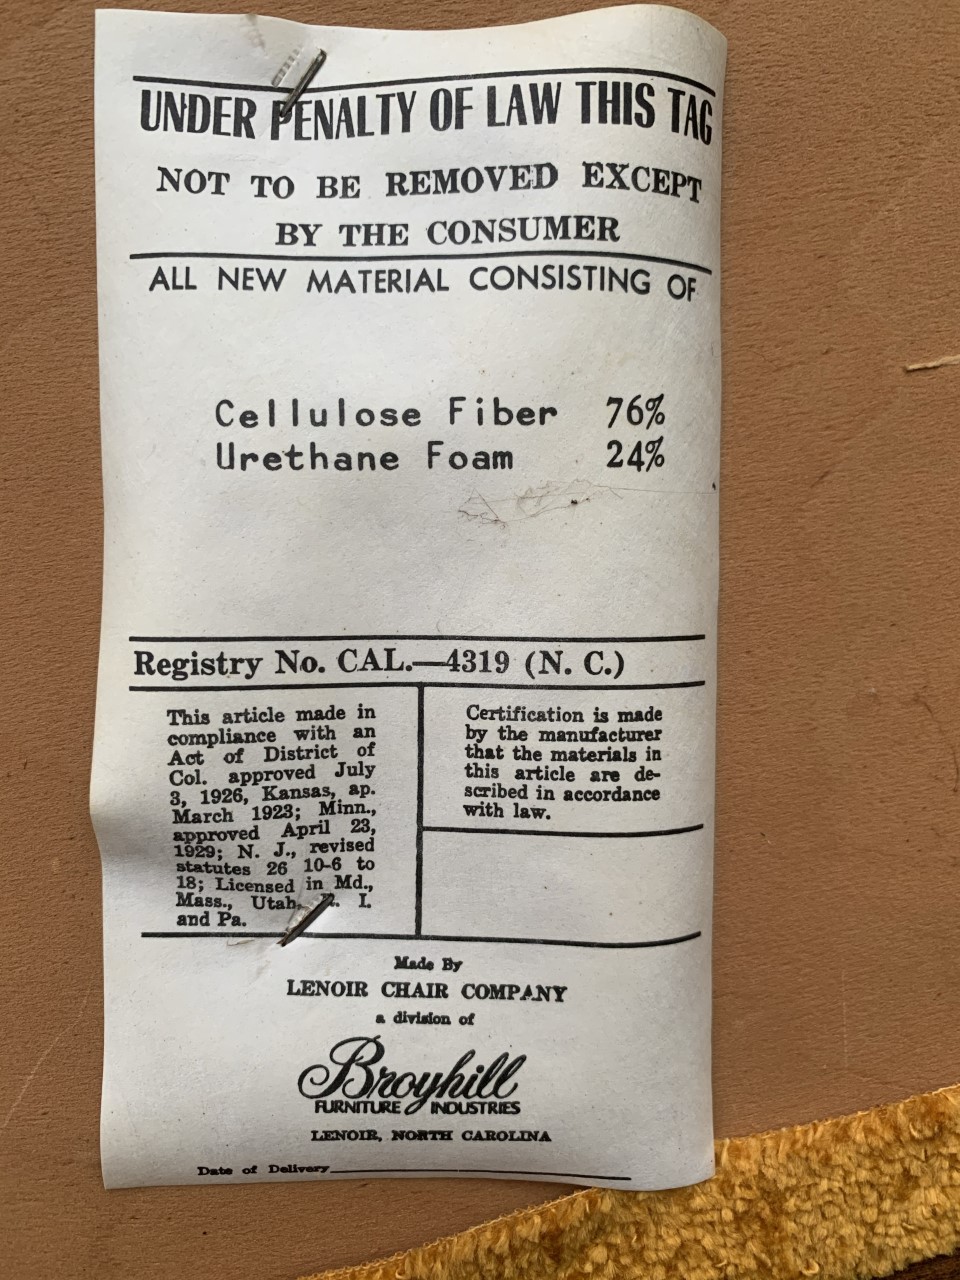 UNDER PENALTY OF LAW THIS TAG
NOT TO BE REMOVED EXCEPT
BY THE CONSUMER
ALL NEW MATERIAL CONSISTING OF
Cellulose Fiber 76%
Urethane Foam 24%
Registry No. CAL.—4319 (N. C.)
This article made in
compliance with an
Act of District of
Col. approved July
3, 1926, Kansas, ap.
March 1923; Minn.,
approved April 23,
1929; N. J., revised
statutes 26 10-6 to
18; Licensed in Md.,
Mass., Utah, R. I.
and Pa.
Certification is made
by the manufacturer
that the materials in
this article are de-
scribed in accordance
with law.
Made By
LENOIR CHAIR COMPANY
a division of
Broyhill
FURNITURE INDUSTRIES
LENOIR, NORTH CAROLINA
Date of Delivery